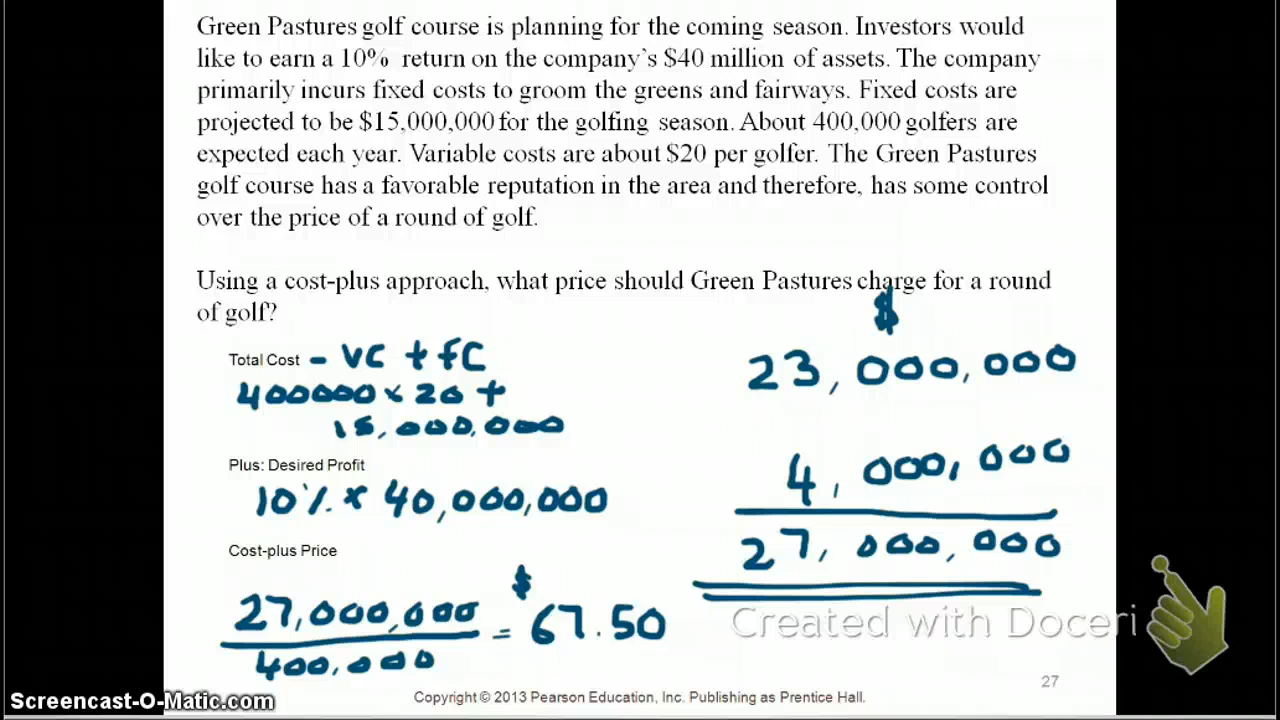 Green Pastures golf course is planning for the coming season. Investors would
like to earn a 10% return on the company's $40 million of assets. The company
primarily incurs fixed costs to groom the greens and fairways. Fixed costs are
projected to be $15,000,000 for the golfing season. About 400,000 golfers are
expected each year. Variable costs are about $20 per golfer. The Green Pastures
golf course has a favorable reputation in the area and therefore, has some control
over the price of a round of golf.
Using a cost-plus approach, what price should Green Pastures charge for a round
of golf?
$
Total Cost - VC + FC
23,000,000
400000 x 20 +
15,000,000
Plus: Desired Profit
4,000,000
10% x 40,000,000
27,000,000
Cost-plus Price
$
27,000,000
= 67.50
400,000
Created with Doceri
27
Screencast-O-Matic.com
Copyright © 2013 Pearson Education, Inc. Publishing as Prentice Hall.